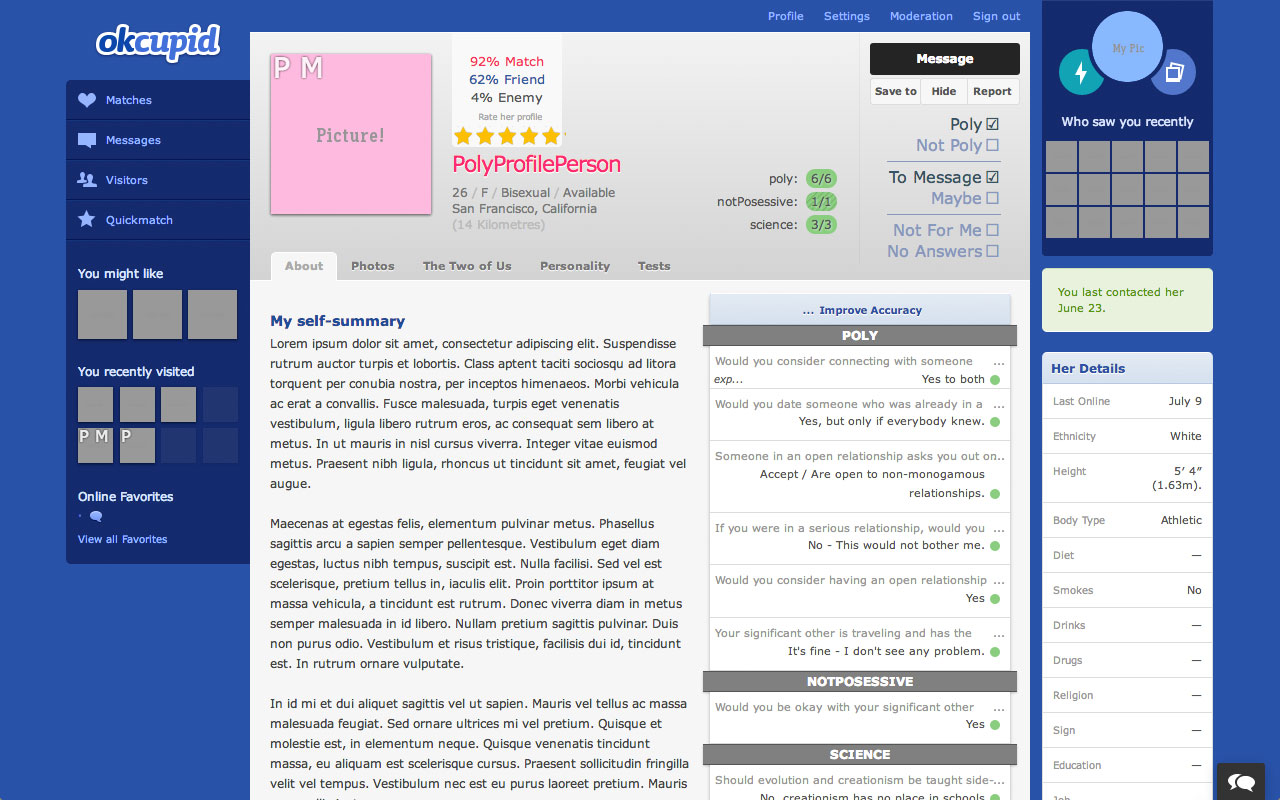 okcupid
Matches
Messages
Visitors
Quickmatch
You might like
You recently visited
P M
P
Online Favorites
View all Favorites
Profile
Settings
Moderation
Sign out
P M
Picture!
92% Match
62% Friend
4% Enemy
Rate her profile
PolyProfilePerson
26 / F / Bisexual / Available
San Francisco, California
(14 Kilometres)
poly: 6/6
notPosessive: 1/1
science: 3/3
Message
Save to
Hide
Report
Poly ☑
Not Poly ☐
To Message ☑
Maybe ☐
Not For Me ☐
No Answers ☐
About
Photos
The Two of Us
Personality
Tests
My self-summary
Lorem ipsum dolor sit amet, consectetur adipiscing elit. Suspendisse
rutrum auctor turpis et lobortis. Class aptent taciti sociosqu ad litora
torquent per conubia nostra, per inceptos himenaeos. Morbi vehicula
ac erat a convallis. Fusce malesuada, turpis eget venenatis
vestibulum, ligula libero rutrum eros, ac consequat sem libero at
metus. In ut mauris in nisl cursus viverra. Integer vitae euismod
metus. Praesent nibh ligula, rhoncus ut tincidunt sit amet, feugiat vel
augue.
Maecenas at egestas felis, elementum pulvinar metus. Phasellus
sagittis arcu a sapien semper pellentesque. Vestibulum eget diam
egestas, luctus nibh tempus, suscipit est. Nulla facilisi. Sed vel est
scelerisque, pretium tellus in, iaculis elit. Proin porttitor ipsum at
massa vehicula, a tincidunt est rutrum. Donec viverra diam in metus
semper malesuada in id libero. Nullam pretium sagittis pulvinar. Duis
non purus odio. Vestibulum et risus tristique, facilisis dui id, tincidunt
est. In rutrum ornare vulputate.
In id mi et dui aliquet sagittis vel ut sapien. Mauris vel tellus ac massa
malesuada feugiat. Sed ornare ultrices mi vel pretium. Quisque et
molestie est, in elementum neque. Quisque venenatis tincidunt
massa, eu aliquam est scelerisque cursus. Praesent sollicitudin fringilla
velit vel tempus. Vestibulum nec est eu purus laoreet pretium. Mauris
... Improve Accuracy
POLY
Would you consider connecting with someone ...
exp... Yes to both
Would you date someone who was already in a ...
Yes, but only if everybody knew.
Someone in an open relationship asks you out on..
Accept / Are open to non-monogamous
relationships.
If you were in a serious relationship, would you ...
No - This would not bother me.
Would you consider having an open relationship ...
Yes
Your significant other is traveling and has the ...
It's fine - I don't see any problem.
NOTPOSESSIVE
Would you be okay with your significant other ...
Yes
SCIENCE
Should evolution and creationism be taught side-...
No, creationism has no place in schools
My Pic
Who saw you recently
You last contacted her
June 23.
Her Details
Last Online July 9
Ethnicity White
Height 5′ 4″
(1.63m).
Body Type Athletic
Diet —
Smokes No
Drinks —
Drugs —
Religion —
Sign —
Education —
Job